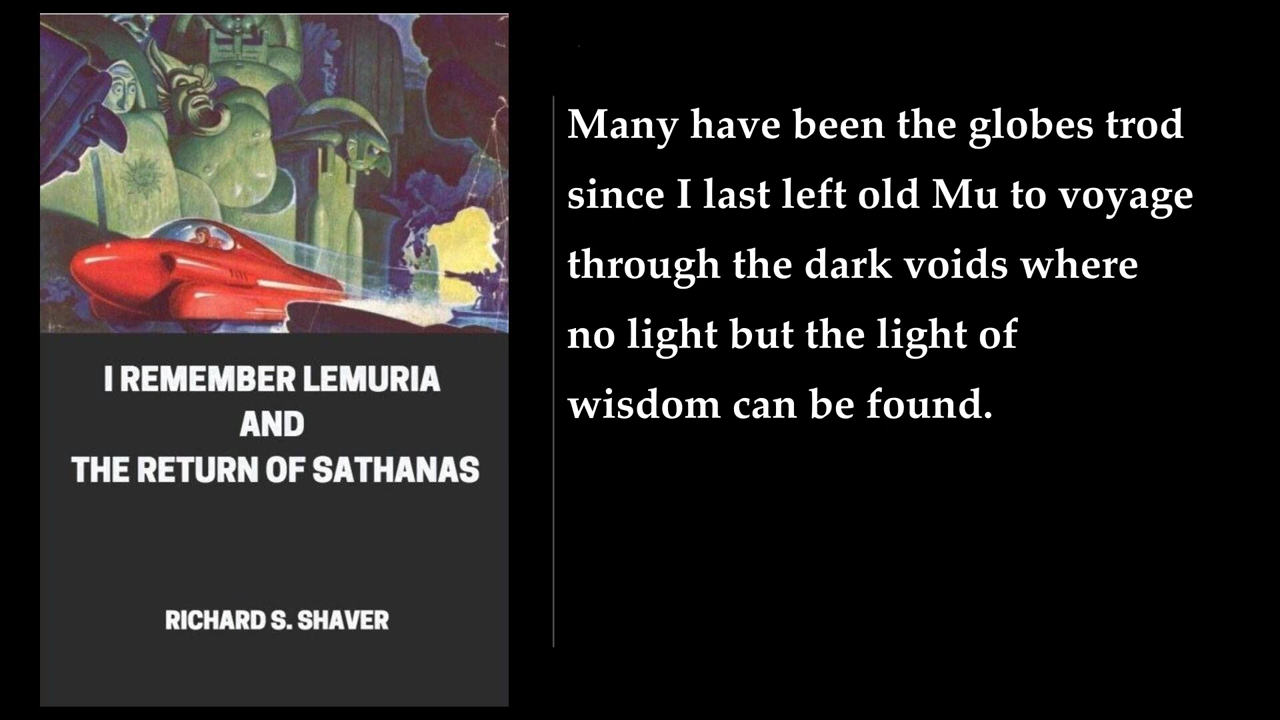 I REMEMBER LEMURIA
AND
THE RETURN OF SATHANAS
RICHARD S. SHAVER
Many have been the globes trod
since I last left old Mu to voyage
through the dark voids where
no light but the light of
wisdom can be found.